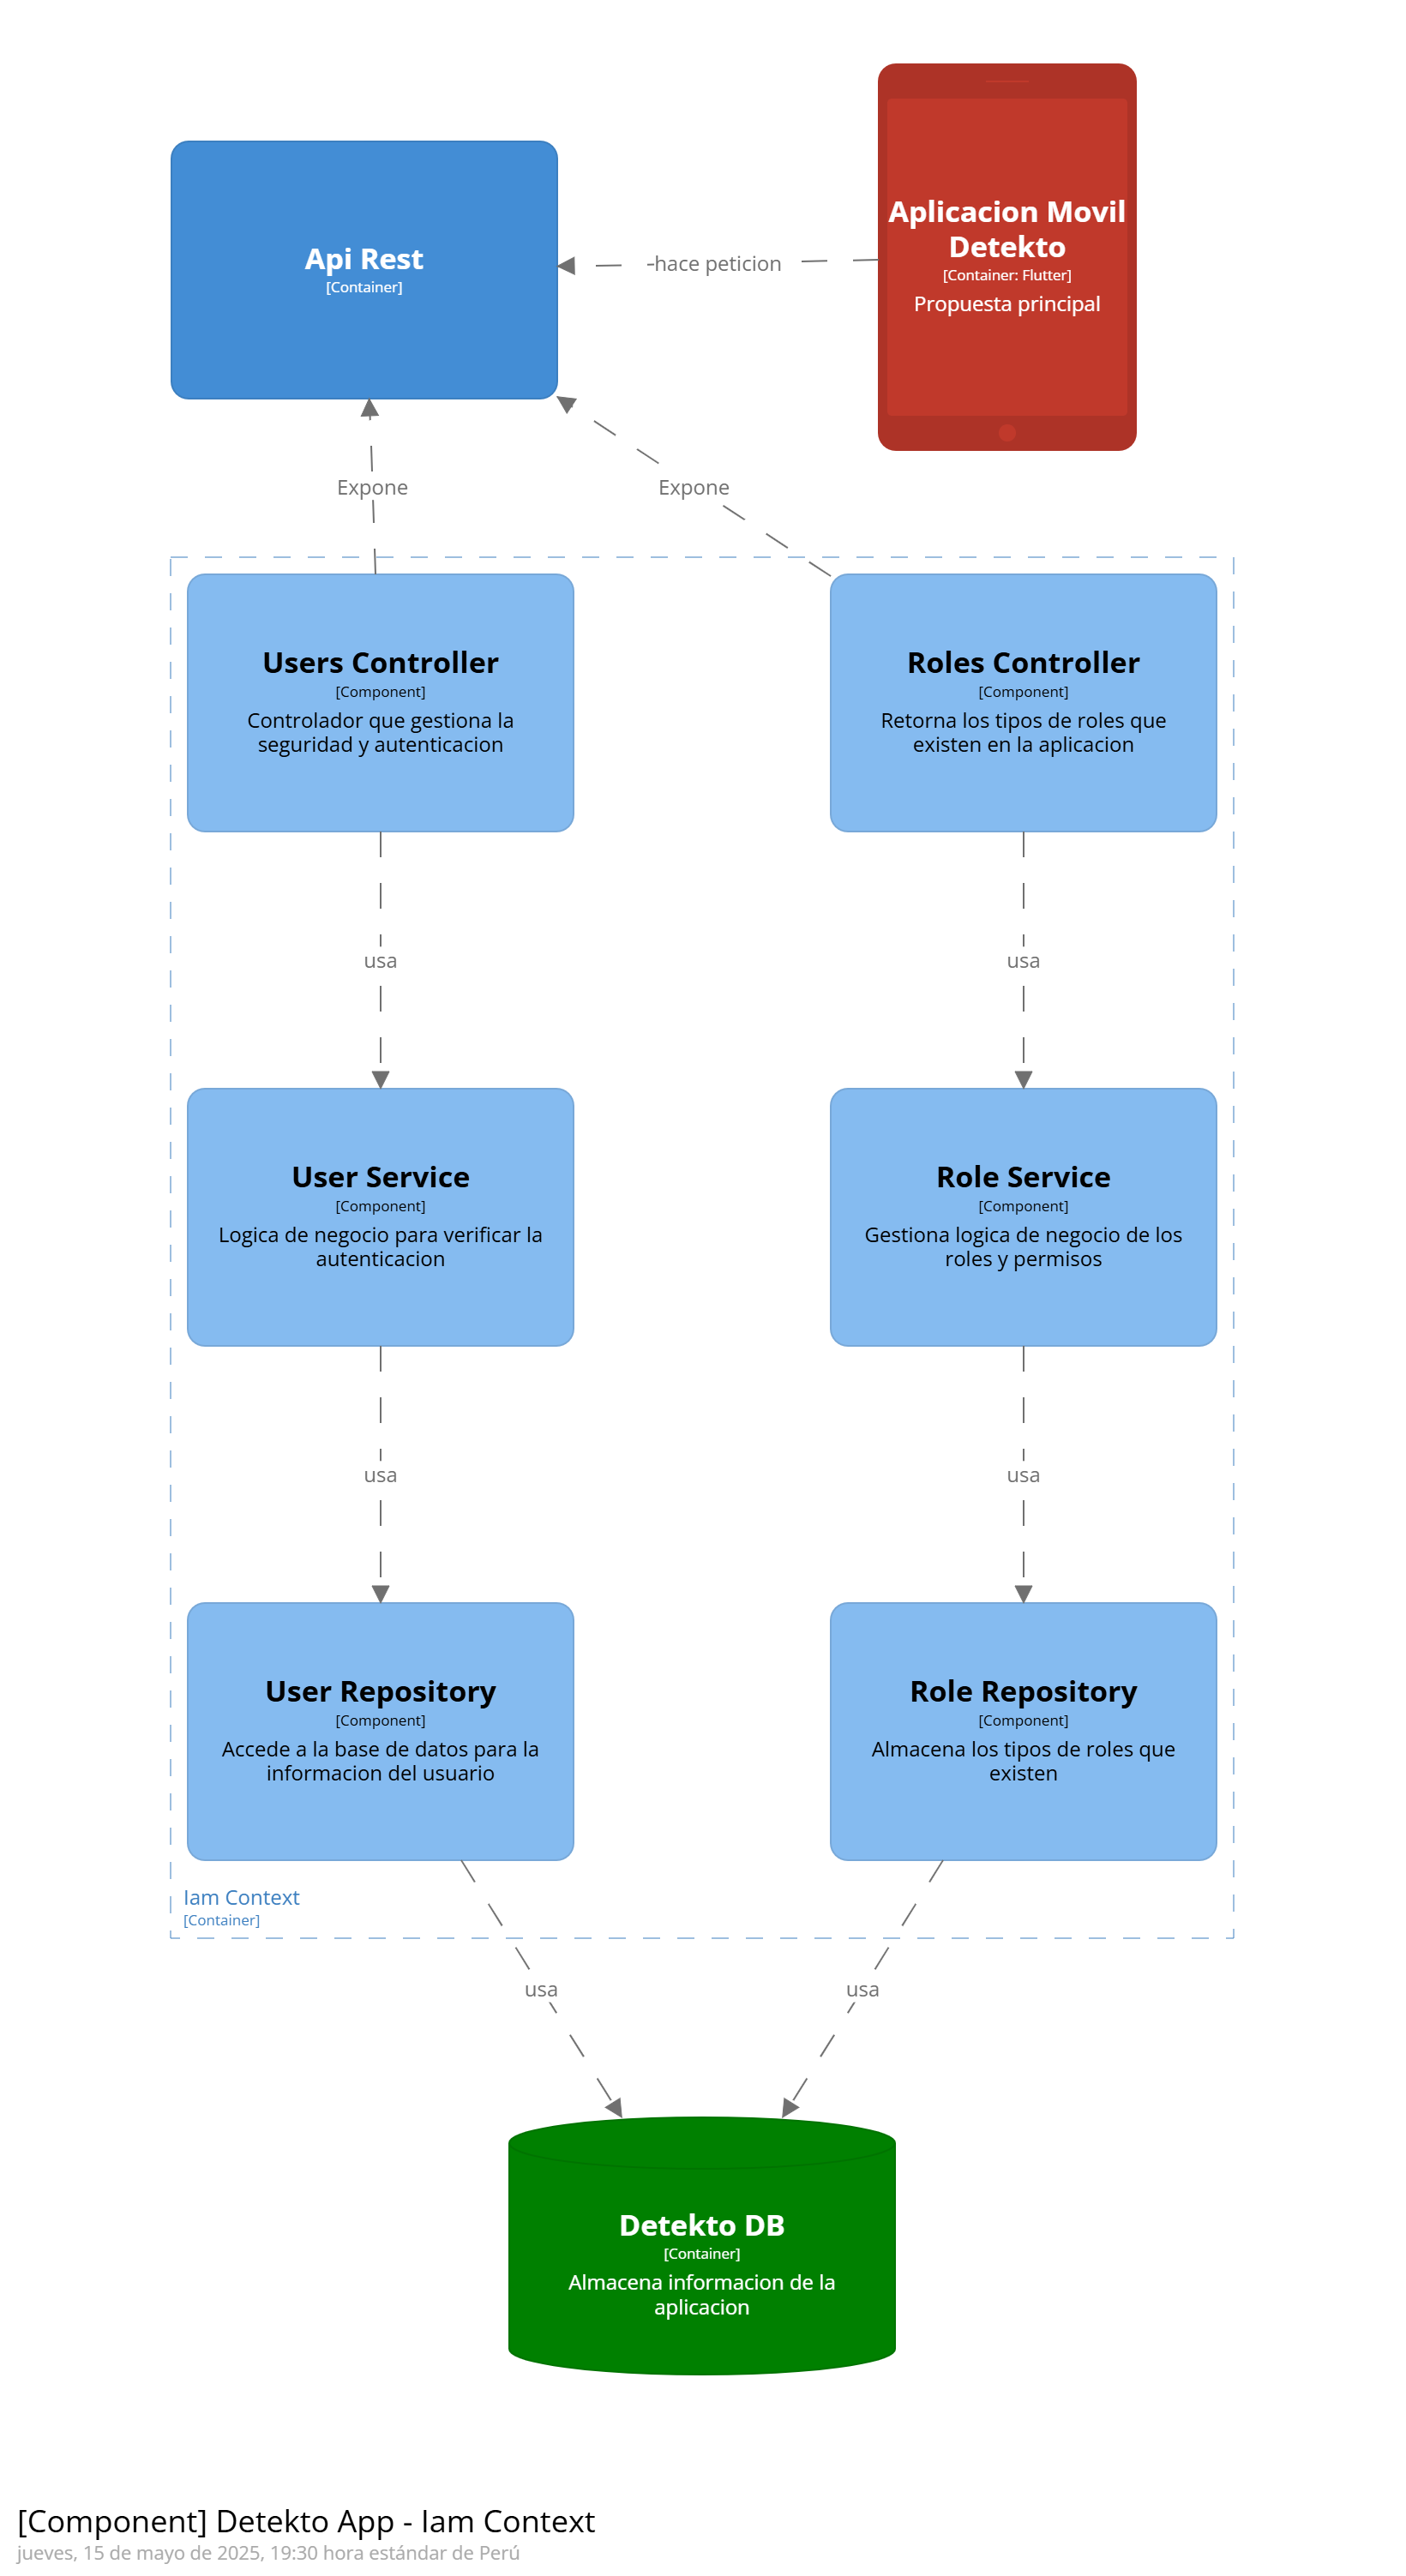 Aplicacion Movil
Detekto
[Container: Flutter]
Propuesta principal
Api Rest
[Container]
hace peticion
Expone
Expone
Users Controller
[Component]
Controlador que gestiona la
seguridad y autenticacion
Roles Controller
[Component]
Retorna los tipos de roles que
existen en la aplicacion
usa
usa
User Service
[Component]
Logica de negocio para verificar la
autenticacion
Role Service
[Component]
Gestiona logica de negocio de los
roles y permisos
usa
usa
User Repository
[Component]
Accede a la base de datos para la
informacion del usuario
Role Repository
[Component]
Almacena los tipos de roles que
existen
Iam Context
[Container]
usa
usa
Detekto DB
[Container]
Almacena informacion de la
aplicacion
[Component] Detekto App - Iam Context
jueves, 15 de mayo de 2025, 19:30 hora estándar de Perú